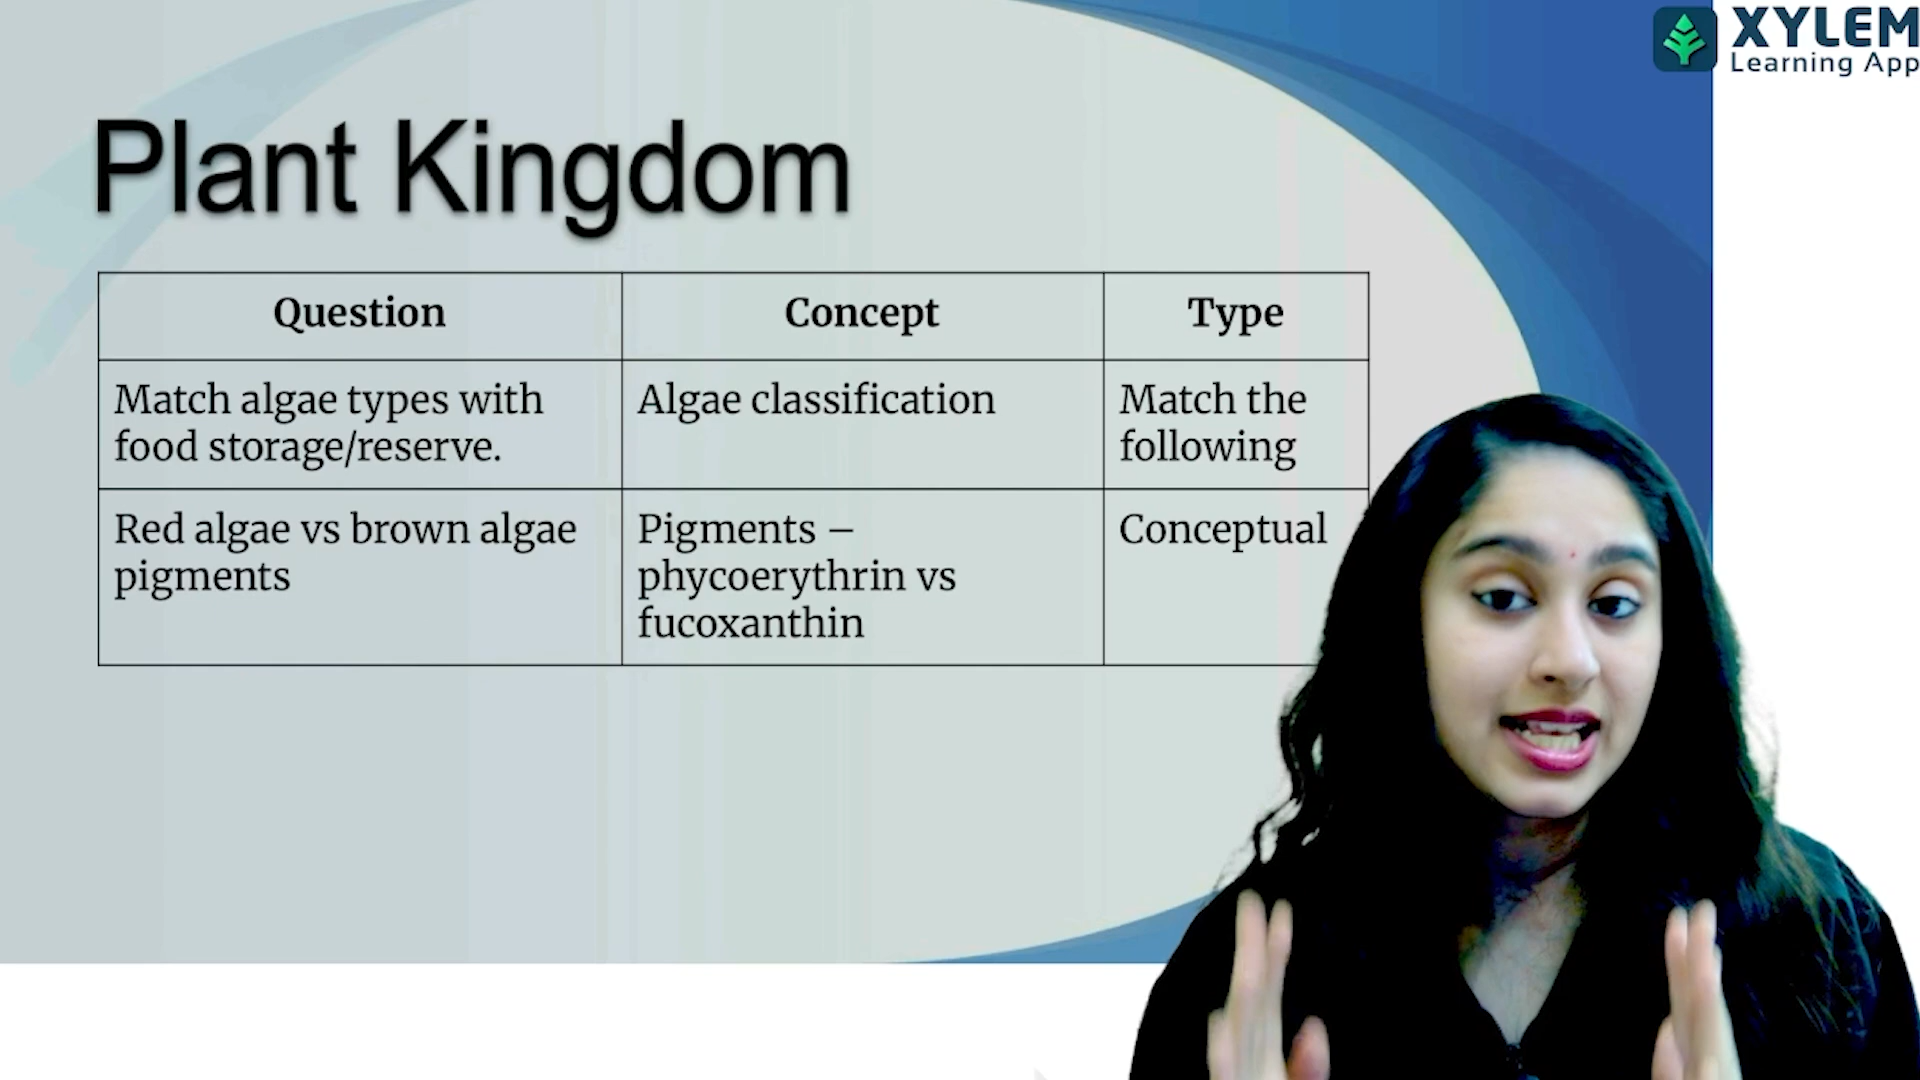 XYLEM
Learning App
Plant Kingdom
Question
Concept
Type
Match algae types with
food storage/reserve.
Algae classification
Match the
following
Red algae vs brown algae
pigments
Pigments –
phycoerythrin vs
fucoxanthin
Conceptual